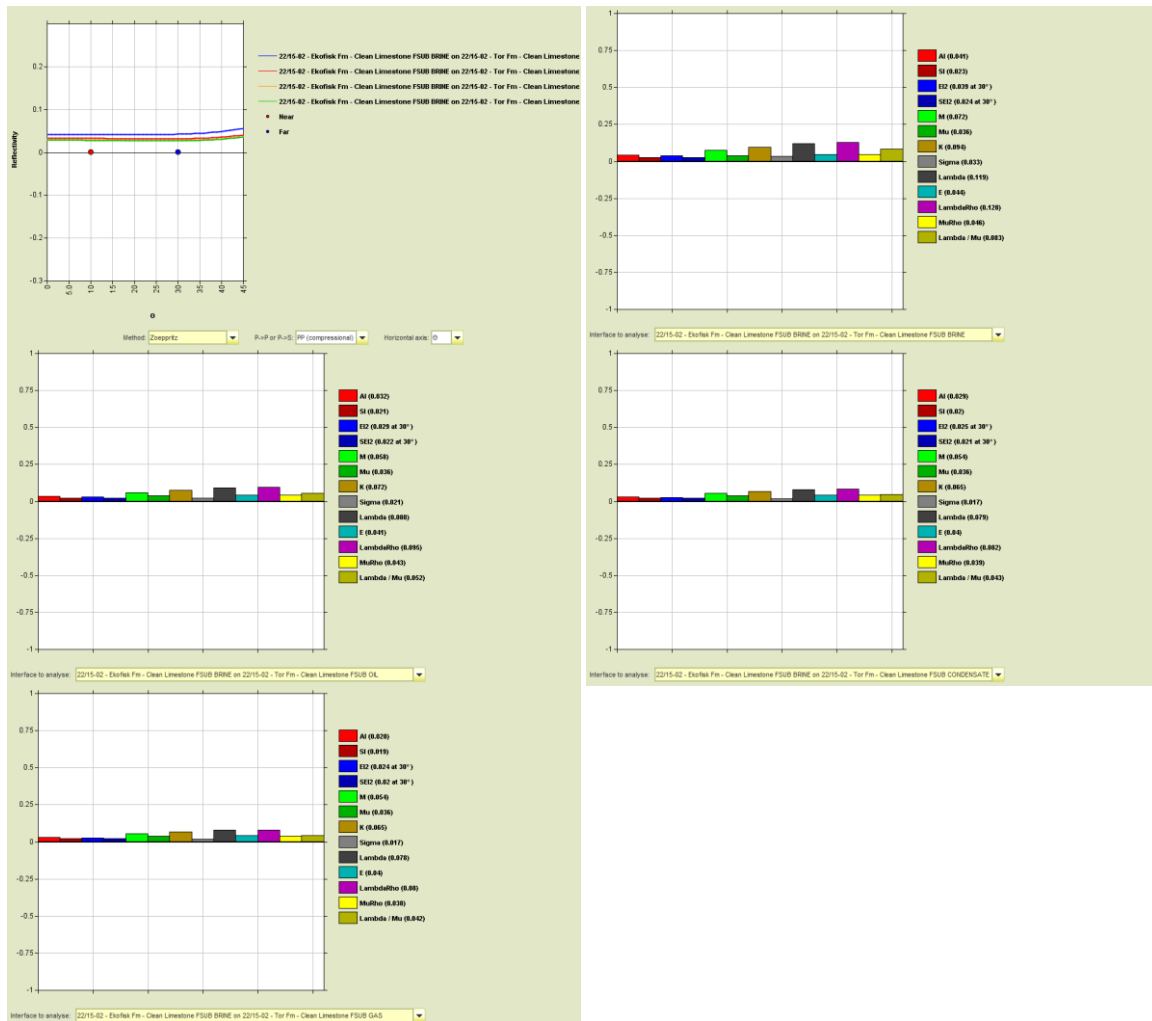 0.2
0.1
0
-0.1
-0.2
-0.3
Reflectivity
0
5.0
10
15
20
25
30
35
40
45
Θ
22/15-02 - Ekofisk Fm - Clean Limestone FSUB BRINE on 22/15-02 - Tor Fm - Clean Limestone
22/15-02 - Ekofisk Fm - Clean Limestone FSUB BRINE on 22/15-02 - Tor Fm - Clean Limestone
22/15-02 - Ekofisk Fm - Clean Limestone FSUB BRINE on 22/15-02 - Tor Fm - Clean Limestone
22/15-02 - Ekofisk Fm - Clean Limestone FSUB BRINE on 22/15-02 - Tor Fm - Clean Limestone
Near
Far
Method: Zoeppritz P->P or P->S: PP (compressional) Horizontal axis: Θ
1
0.75
0.5
0.25
0
-0.25
-0.5
-0.75
-1
AI (0.041)
SI (0.023)
EI2 (0.039 at 30°)
SEI2 (0.024 at 30°)
M (0.072)
Mu (0.036)
K (0.094)
Sigma (0.033)
Lambda (0.119)
E (0.044)
LambdaRho (0.128)
MuRho (0.046)
Lambda / Mu (0.083)
Interface to analyse: 22/15-02 - Ekofisk Fm - Clean Limestone FSUB BRINE on 22/15-02 - Tor Fm - Clean Limestone FSUB BRINE
1
0.75
0.5
0.25
0
-0.25
-0.5
-0.75
-1
AI (0.032)
SI (0.021)
EI2 (0.029 at 30°)
SEI2 (0.022 at 30°)
M (0.058)
Mu (0.036)
K (0.072)
Sigma (0.021)
Lambda (0.088)
E (0.041)
LambdaRho (0.095)
MuRho (0.043)
Lambda / Mu (0.052)
Interface to analyse: 22/15-02 - Ekofisk Fm - Clean Limestone FSUB BRINE on 22/15-02 - Tor Fm - Clean Limestone FSUB OIL
1
0.75
0.5
0.25
0
-0.25
-0.5
-0.75
-1
AI (0.029)
SI (0.02)
EI2 (0.025 at 30°)
SEI2 (0.021 at 30°)
M (0.054)
Mu (0.036)
K (0.065)
Sigma (0.017)
Lambda (0.079)
E (0.04)
LambdaRho (0.082)
MuRho (0.039)
Lambda / Mu (0.043)
Interface to analyse: 22/15-02 - Ekofisk Fm - Clean Limestone FSUB BRINE on 22/15-02 - Tor Fm - Clean Limestone FSUB CONDENSATE
1
0.75
0.5
0.25
0
-0.25
-0.5
-0.75
-1
AI (0.028)
SI (0.019)
EI2 (0.024 at 30°)
SEI2 (0.02 at 30°)
M (0.054)
Mu (0.036)
K (0.065)
Sigma (0.017)
Lambda (0.078)
E (0.04)
LambdaRho (0.08)
MuRho (0.038)
Lambda / Mu (0.042)
Interface to analyse: 22/15-02 - Ekofisk Fm - Clean Limestone FSUB BRINE on 22/15-02 - Tor Fm - Clean Limestone FSUB GAS